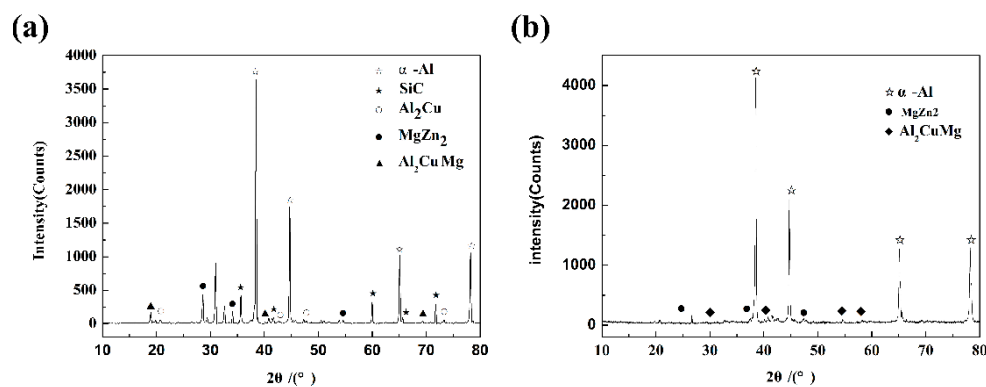 (a)
4000
3500
3000
2500
2000
1500
1000
500
0
Intensity(Counts)
α -Al
SiC
Al₂Cu
MgZn₂
Al₂CuMg
10 20 30 40 50 60 70 80
2θ /(°)
(b)
4000
3000
2000
1000
0
intensity(Counts)
α -Al
MgZn2
Al₂CuMg
10 20 30 40 50 60 70 80
2θ /(°)